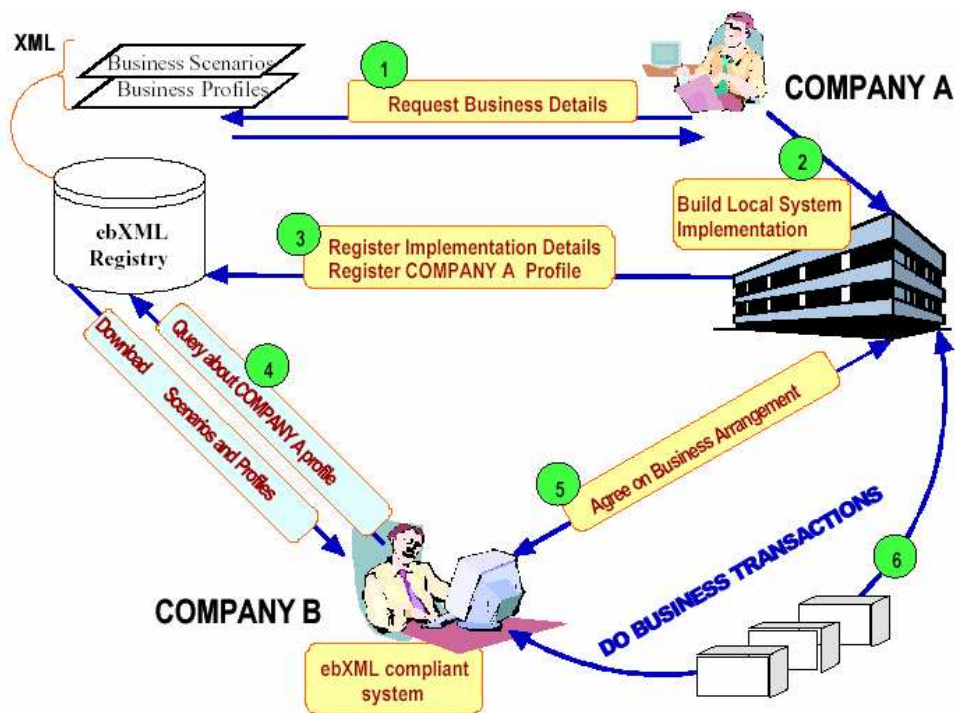 XML
Business Scenarios
Business Profiles
1
Request Business Details
COMPANY A
2
Build Local System
Implementation
ebXML
Registry
3
Register Implementation Details
Register COMPANY A Profile
4
Query about COMPANY A profile
Download Scenarios and Profiles
5
Agree on Business Arrangement
6
DO BUSINESS TRANSACTIONS
COMPANY B
ebXML compliant
system